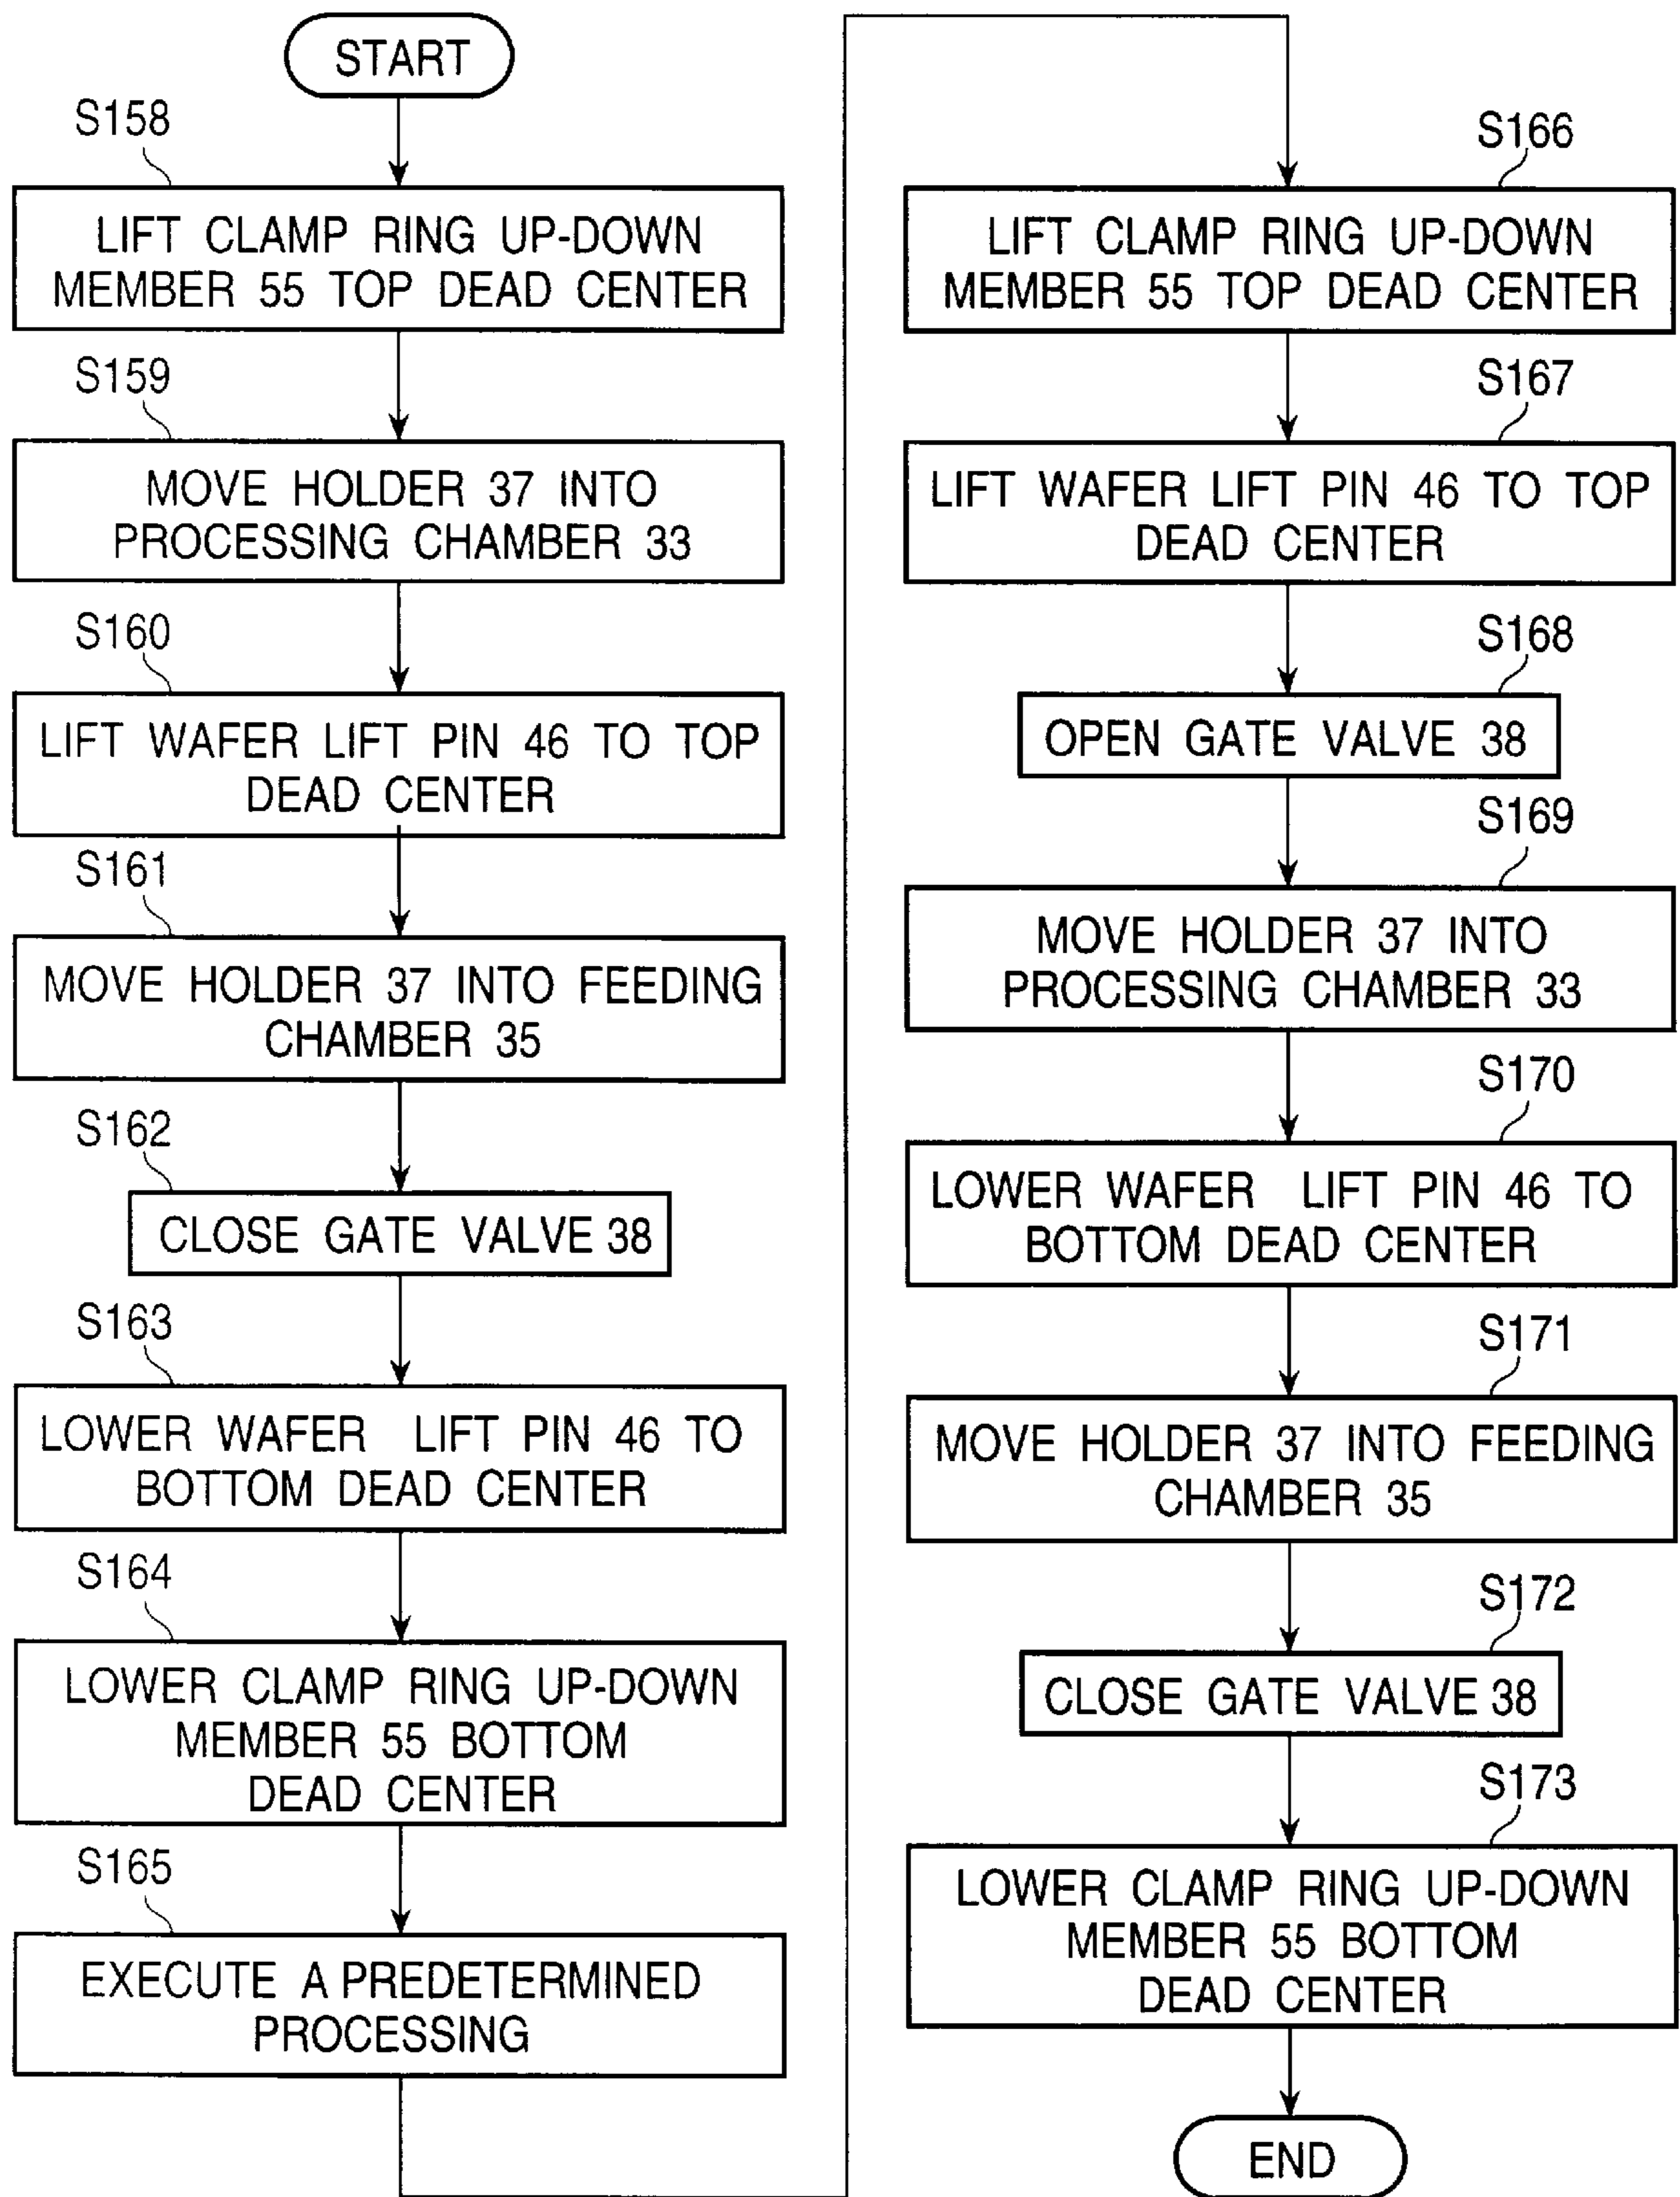 START
S158
LIFT CLAMP RING UP-DOWN
MEMBER 55 TOP DEAD CENTER
S159
MOVE HOLDER 37 INTO
PROCESSING CHAMBER 33
S160
LIFT WAFER LIFT PIN 46 TO TOP
DEAD CENTER
S161
MOVE HOLDER 37 INTO FEEDING
CHAMBER 35
S162
CLOSE GATE VALVE 38
S163
LOWER WAFER LIFT PIN 46 TO
BOTTOM DEAD CENTER
S164
LOWER CLAMP RING UP-DOWN
MEMBER 55 BOTTOM
DEAD CENTER
S165
EXECUTE A PREDETERMINED
PROCESSING
S166
LIFT CLAMP RING UP-DOWN
MEMBER 55 TOP DEAD CENTER
S167
LIFT WAFER LIFT PIN 46 TO TOP
DEAD CENTER
S168
OPEN GATE VALVE 38
S169
MOVE HOLDER 37 INTO
PROCESSING CHAMBER 33
S170
LOWER WAFER LIFT PIN 46 TO
BOTTOM DEAD CENTER
S171
MOVE HOLDER 37 INTO FEEDING
CHAMBER 35
S172
CLOSE GATE VALVE 38
S173
LOWER CLAMP RING UP-DOWN
MEMBER 55 BOTTOM
DEAD CENTER
END